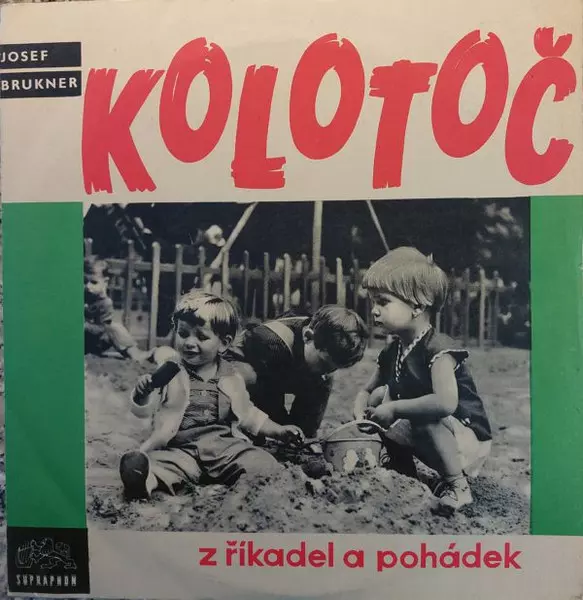 JOSEF
BRUKNER
KOLOTOČ
z říkadel a pohádek
SUPRAPHON